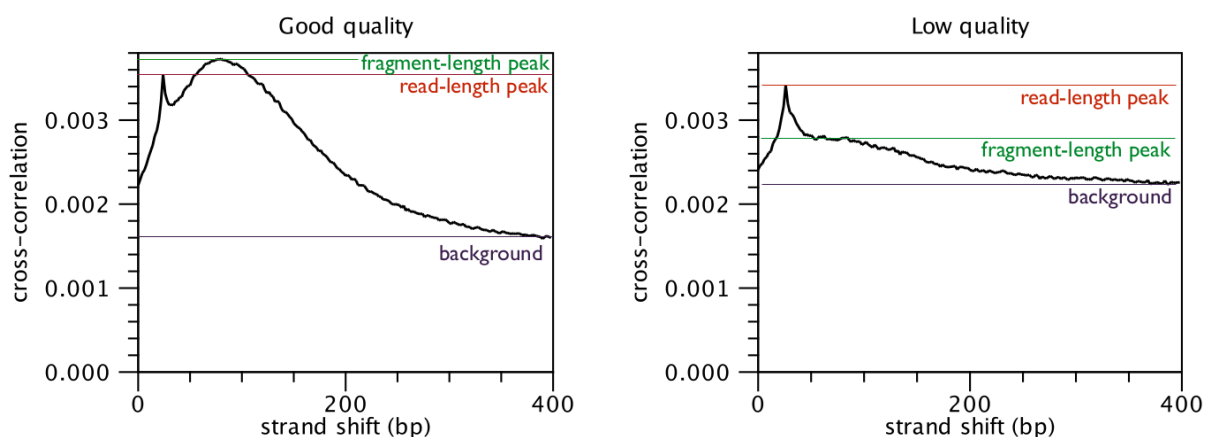 Good quality
fragment-length peak
read-length peak
0.003
0.002
0.001
0.000
background
cross-correlation
0
200
400
strand shift (bp)
Low quality
read-length peak
fragment-length peak
0.003
0.002
0.001
0.000
background
cross-correlation
0
200
400
strand shift (bp)